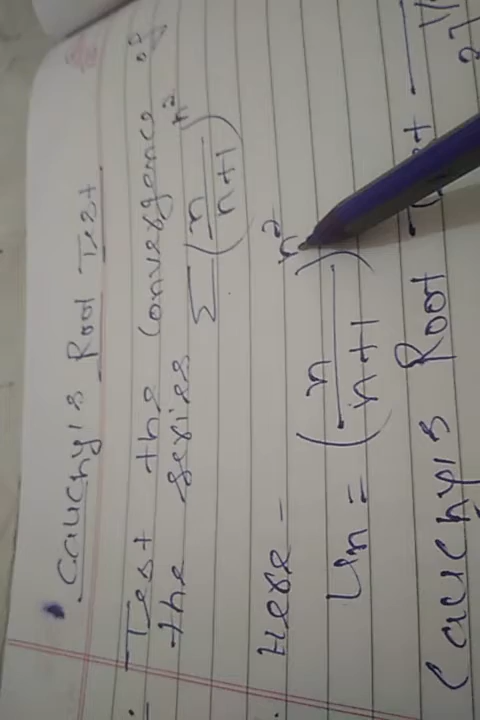 Cauchy's Root Test
Test the Convergence of
the series
∑ (n/n+1)^n²
Here -
Un = (n/n+1)^n²
Cauchy's Root